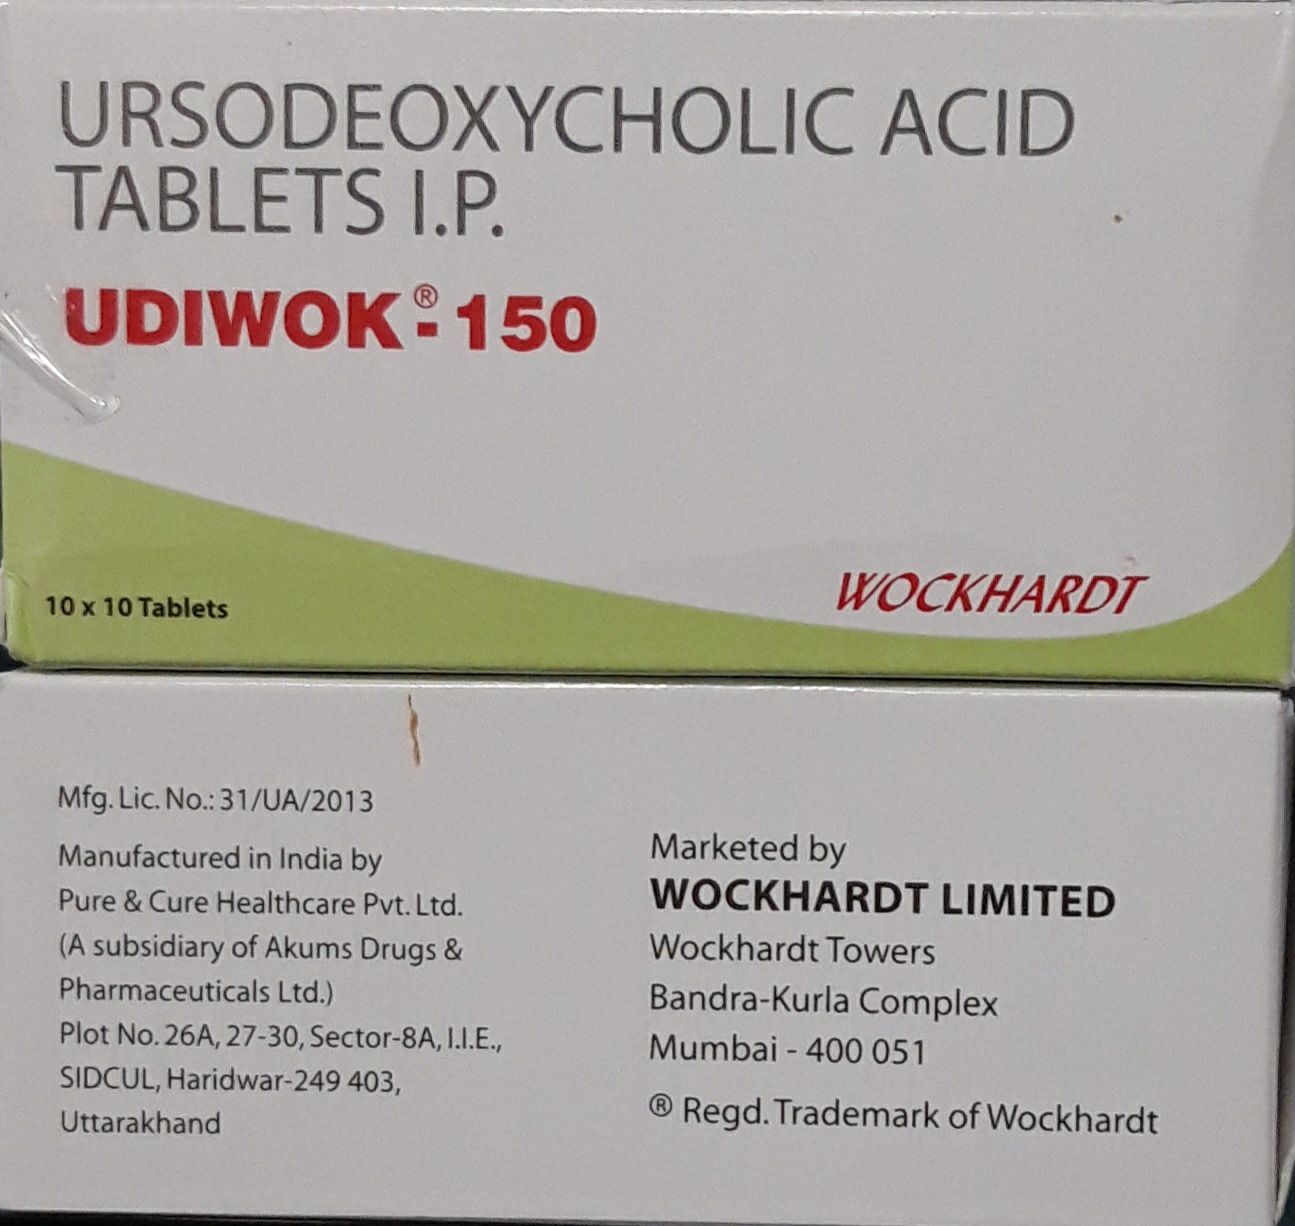 URSODEOXYCHOLIC ACID
TABLETS I.P.
UDIWOK®-150
10 x 10 Tablets
WOCKHARDT
Mfg. Lic. No.: 31/UA/2013
Manufactured in India by
Pure & Cure Healthcare Pvt. Ltd.
(A subsidiary of Akums Drugs &
Pharmaceuticals Ltd.)
Plot No. 26A, 27-30, Sector-8A, I.I.E.,
SIDCUL, Haridwar-249 403,
Uttarakhand
Marketed by
WOCKHARDT LIMITED
Wockhardt Towers
Bandra-Kurla Complex
Mumbai - 400 051
® Regd. Trademark of Wockhardt